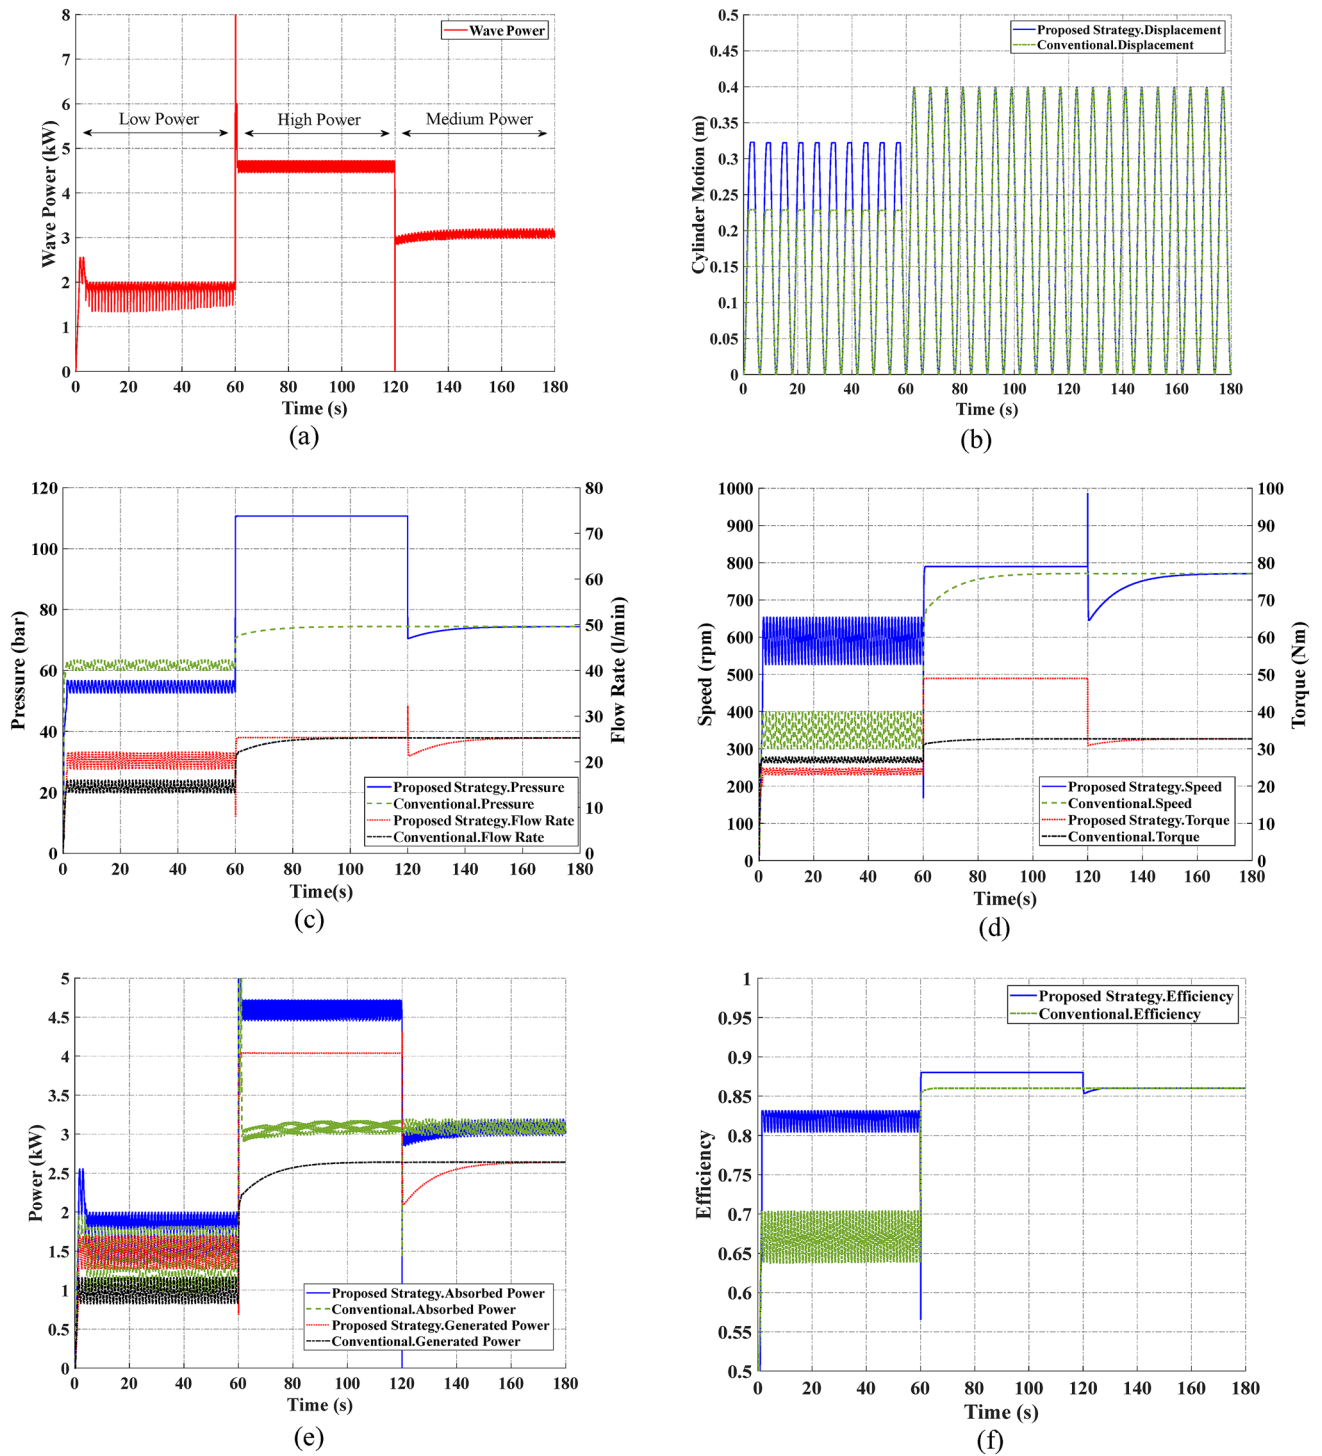 8
7
6
5
4
3
2
1
0
Wave Power (kW)
Wave Power
Low Power
High Power
Medium Power
0 20 40 60 80 100 120 140 160 180
Time (s)
(a)
0.5
0.45
0.4
0.35
0.3
0.25
0.2
0.15
0.1
0.05
0
Cylinder Motion (m)
Proposed Strategy.Displacement
Conventional.Displacement
0 20 40 60 80 100 120 140 160 180
Time (s)
(b)
120
100
80
60
40
20
0
Pressure (bar)
80
70
60
50
40
30
20
10
0
Flow Rate (l/min)
Proposed Strategy.Pressure
Conventional.Pressure
Proposed Strategy.Flow Rate
Conventional.Flow Rate
0 20 40 60 80 100 120 140 160 180
Time(s)
(c)
1000
900
800
700
600
500
400
300
200
100
0
Speed (rpm)
100
90
80
70
60
50
40
30
20
10
0
Torque (Nm)
Proposed Strategy.Speed
Conventional.Speed
Proposed Strategy.Torque
Conventional.Torque
0 20 40 60 80 100 120 140 160 180
Time(s)
(d)
5
4.5
4
3.5
3
2.5
2
1.5
1
0.5
0
Power (kW)
Proposed Strategy.Absorbed Power
Conventional.Absorbed Power
Proposed Strategy.Generated Power
Conventional.Generated Power
0 20 40 60 80 100 120 140 160 180
Time (s)
(e)
1
0.95
0.9
0.85
0.8
0.75
0.7
0.65
0.6
0.55
0.5
Efficiency
Proposed Strategy.Efficiency
Conventional.Efficiency
0 20 40 60 80 100 120 140 160 180
Time (s)
(f)